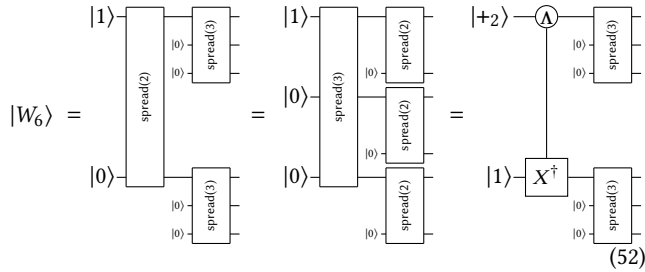 |1⟩ spread(2) spread(3) |1⟩ spread(3) spread(2) |+₂⟩ Λ spread(3)
|0⟩ |0⟩
|0⟩ |0⟩ |0⟩
|0⟩ spread(2)
|W₆⟩ = = =
|0⟩
|0⟩ spread(3) |0⟩ spread(2) |1⟩ X† spread(3)
|0⟩ |0⟩
|0⟩ |0⟩ |0⟩
(52)